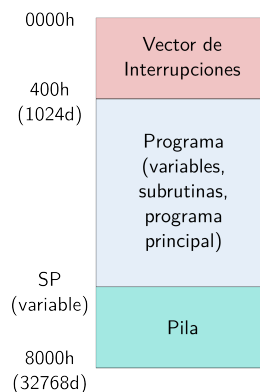 0000h
Vector de
Interrupciones
400h
(1024d)
Programa
(variables,
subrutinas,
programa
principal)
SP
(variable)
Pila
8000h
(32768d)